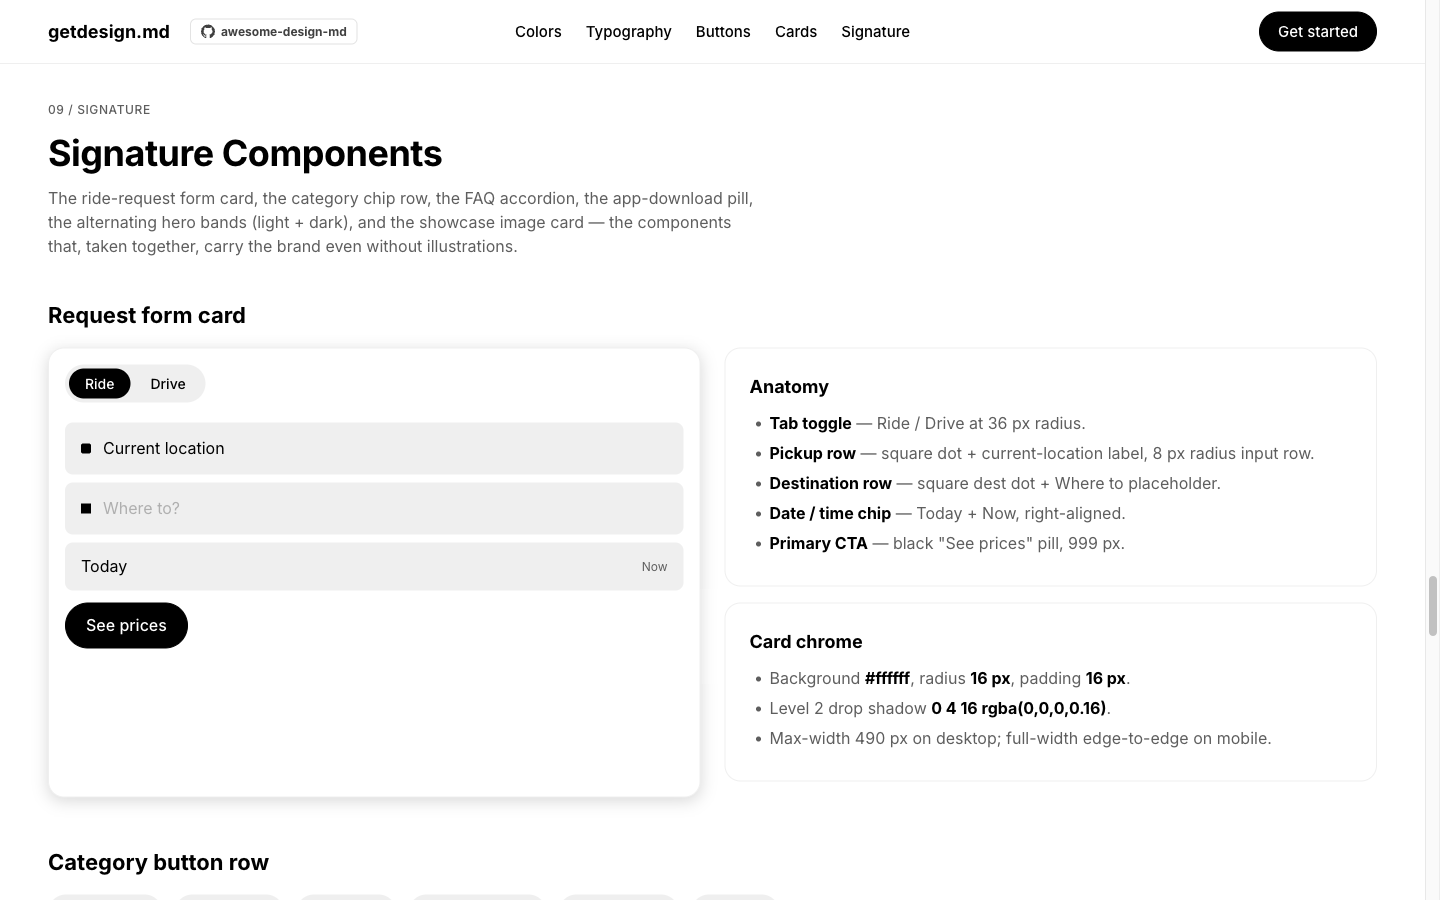 getdesign.md
awesome-design-md
Colors
Typography
Buttons
Cards
Signature
Get started
09 / SIGNATURE
Signature Components
The ride-request form card, the category chip row, the FAQ accordion, the app-download pill,
the alternating hero bands (light + dark), and the showcase image card — the components
that, taken together, carry the brand even without illustrations.
Request form card
Ride
Drive
Current location
Where to?
Today
Now
See prices
Anatomy
• Tab toggle — Ride / Drive at 36 px radius.
• Pickup row — square dot + current-location label, 8 px radius input row.
• Destination row — square dest dot + Where to placeholder.
• Date / time chip — Today + Now, right-aligned.
• Primary CTA — black "See prices" pill, 999 px.
Card chrome
• Background #ffffff, radius 16 px, padding 16 px.
• Level 2 drop shadow 0 4 16 rgba(0,0,0,0.16).
• Max-width 490 px on desktop; full-width edge-to-edge on mobile.
Category button row